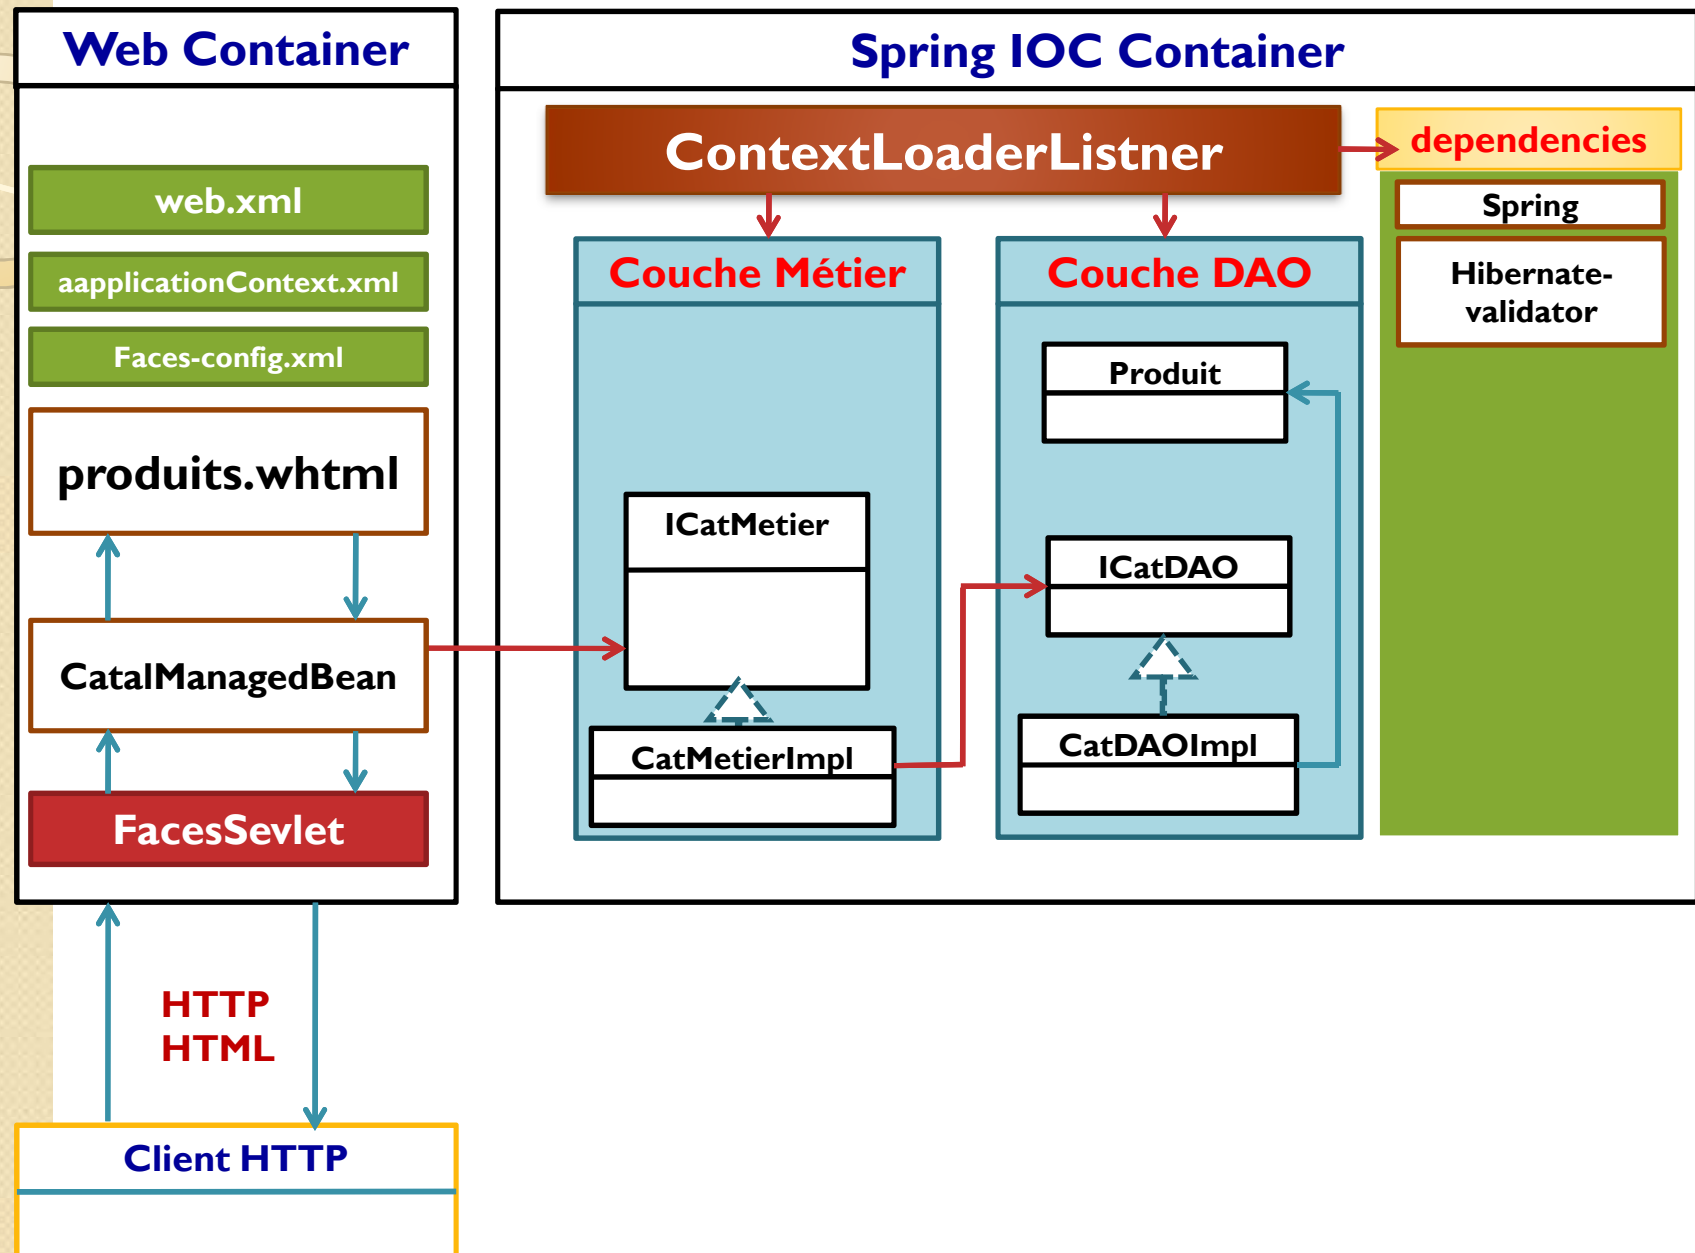 Web Container
web.xml
aapplicationContext.xml
Faces-config.xml
produits.whtml
CatalManagedBean
FacesSevlet
HTTP
HTML
Client HTTP
Spring IOC Container
ContextLoaderListner
Couche Métier
ICatMetier
CatMetierImpl
Couche DAO
Produit
ICatDAO
CatDAOImpl
dependencies
Spring
Hibernate-
validator